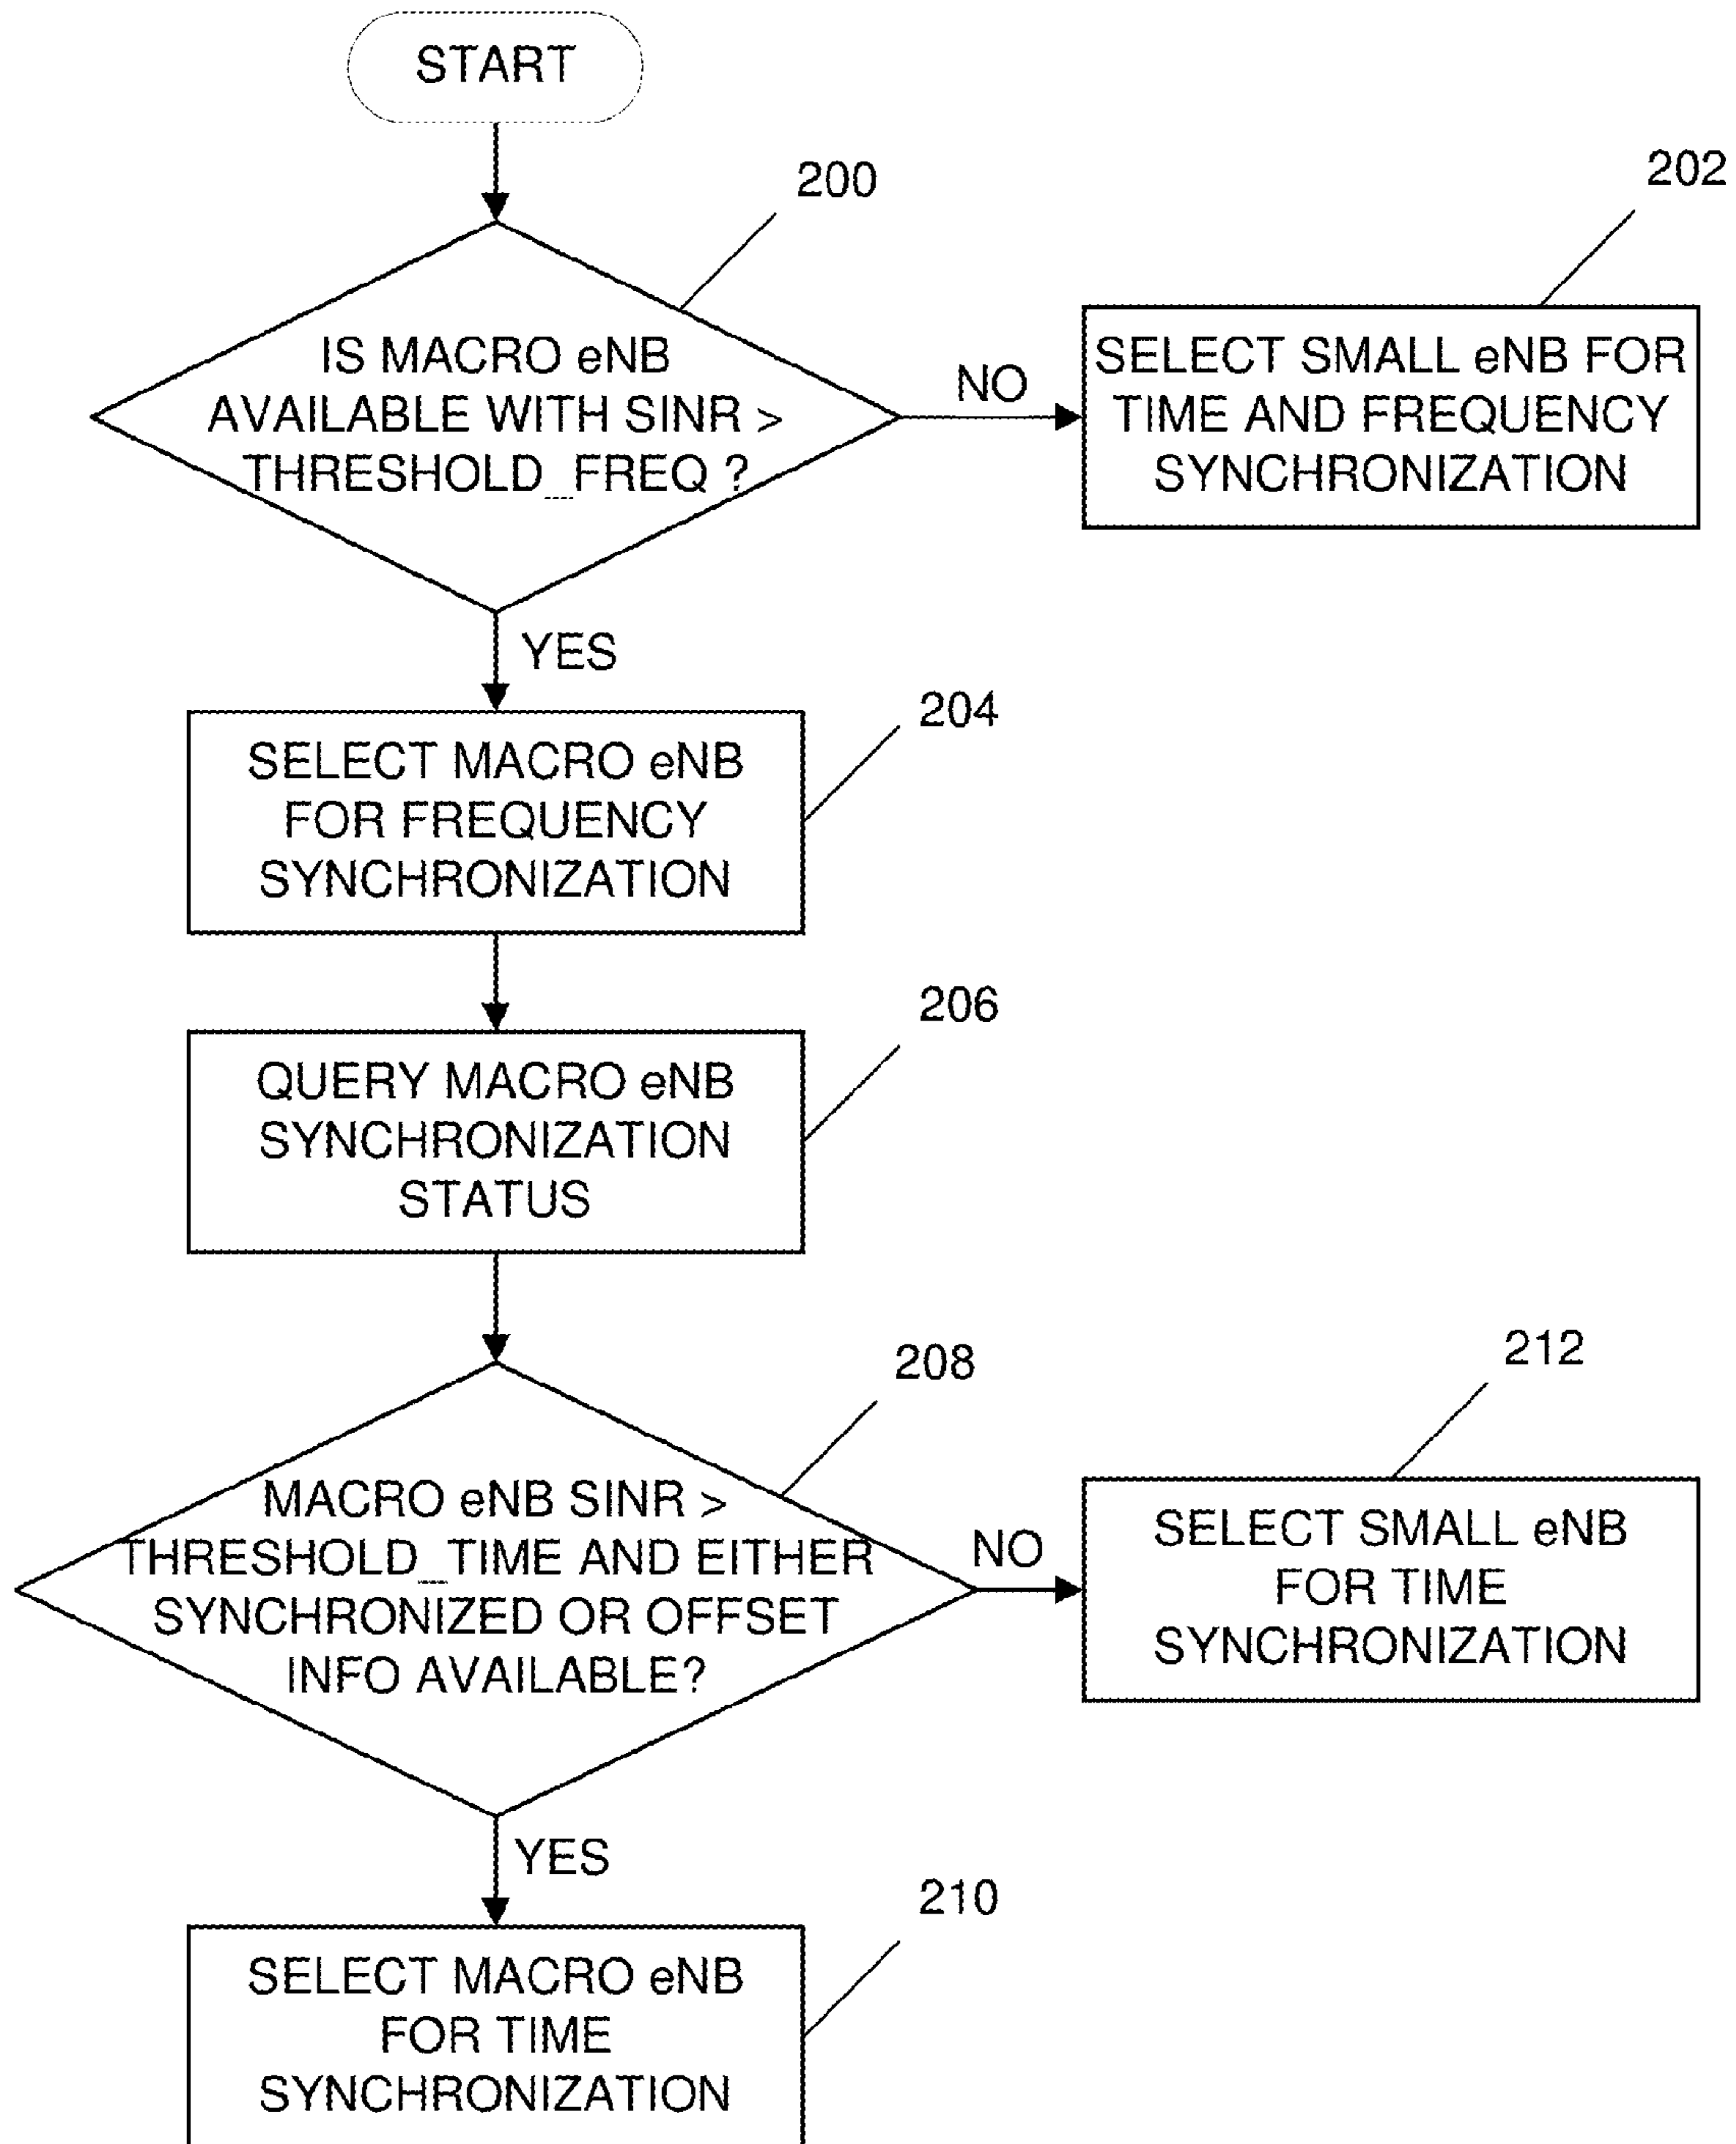 START
200
202
IS MACRO eNB
AVAILABLE WITH SINR >
THRESHOLD_FREQ ?
NO
SELECT SMALL eNB FOR
TIME AND FREQUENCY
SYNCHRONIZATION
YES
204
SELECT MACRO eNB
FOR FREQUENCY
SYNCHRONIZATION
206
QUERY MACRO eNB
SYNCHRONIZATION
STATUS
208
212
MACRO eNB SINR >
THRESHOLD_TIME AND EITHER
SYNCHRONIZED OR OFFSET
INFO AVAILABLE?
NO
SELECT SMALL eNB
FOR TIME
SYNCHRONIZATION
YES
210
SELECT MACRO eNB
FOR TIME
SYNCHRONIZATION